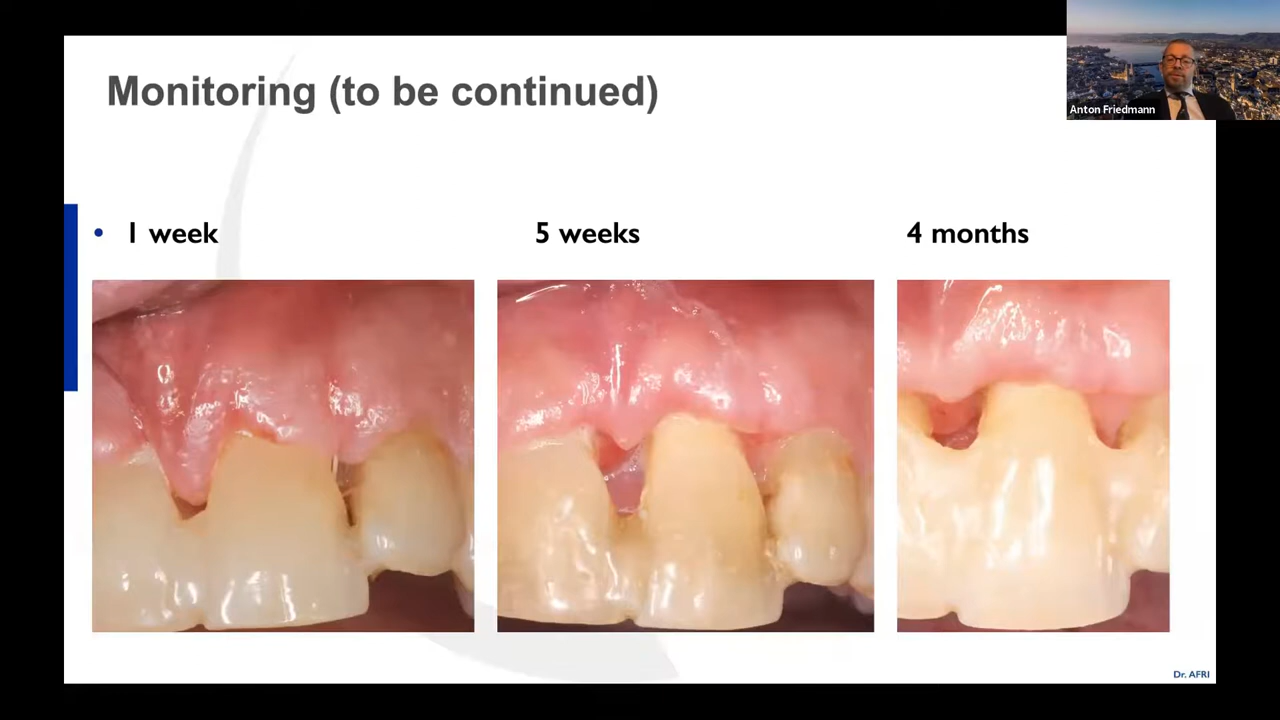 Monitoring (to be continued)
Anton Friedmann
• 1 week
5 weeks
4 months
Dr. AFRI